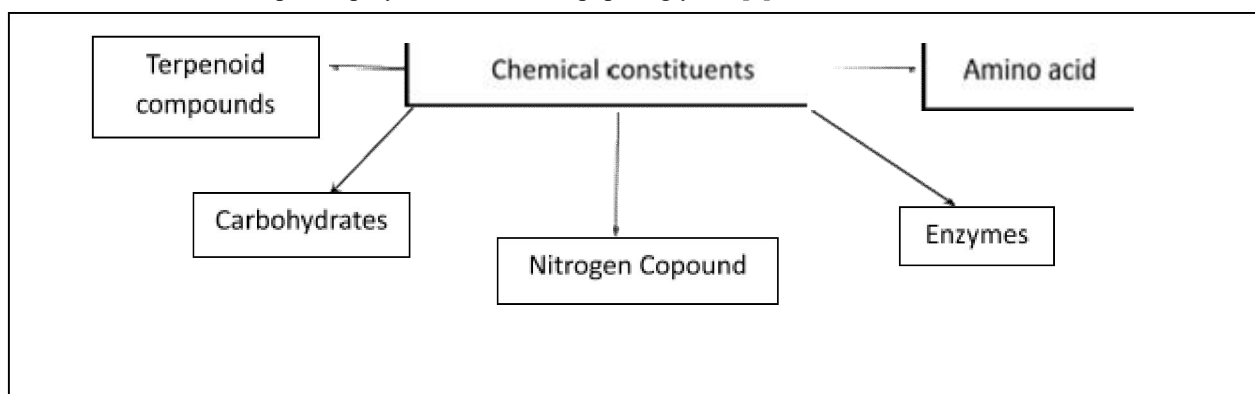 Terpenoid
compounds
Chemical constituents
Amino acid
Carbohydrates
Nitrogen Copound
Enzymes